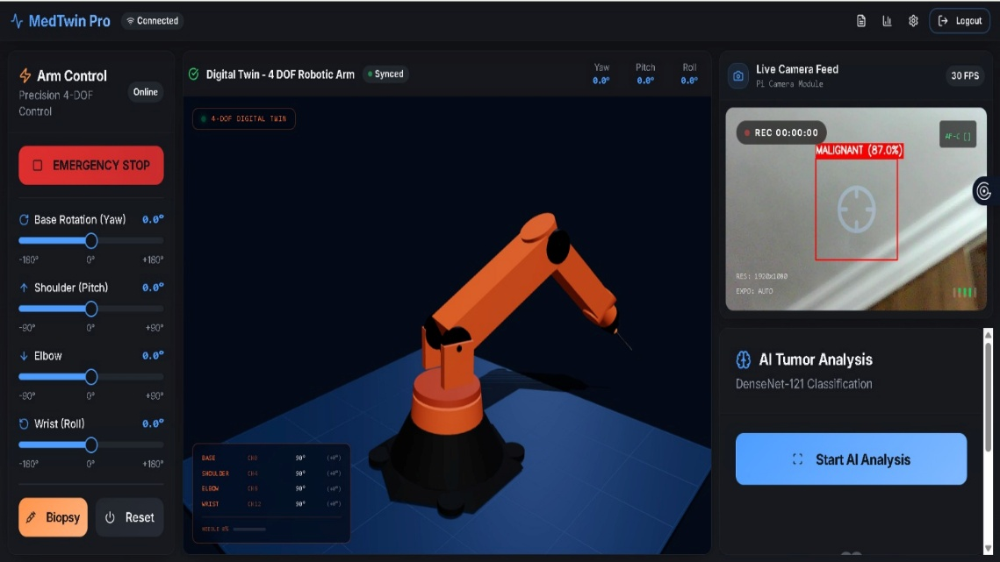 MedTwin Pro
Connected
Logout
Arm Control
Precision 4-DOF
Control
Online
EMERGENCY STOP
Base Rotation (Yaw) 0.0°
-180° 0° +180°
Shoulder (Pitch) 0.0°
-90° 0° +90°
Elbow 0.0°
-90° 0° +90°
Wrist (Roll) 0.0°
-180° 0° +180°
Biopsy
Reset
Digital Twin - 4 DOF Robotic Arm
Synced
Yaw Pitch Roll
0.0° 0.0° 0.0°
4-DOF DIGITAL TWIN
BASE CH0 90° (+0°)
SHOULDER CH4 90° (+0°)
ELBOW CH8 90° (+0°)
WRIST CH12 90° (+0°)
NEEDLE 0%
Live Camera Feed
Pi Camera Module
30 FPS
REC 00:00:00
AF-C []
MALIGNANT (87.0%)
RES: 1920x1080
EXPO: AUTO
AI Tumor Analysis
DenseNet-121 Classification
Start AI Analysis